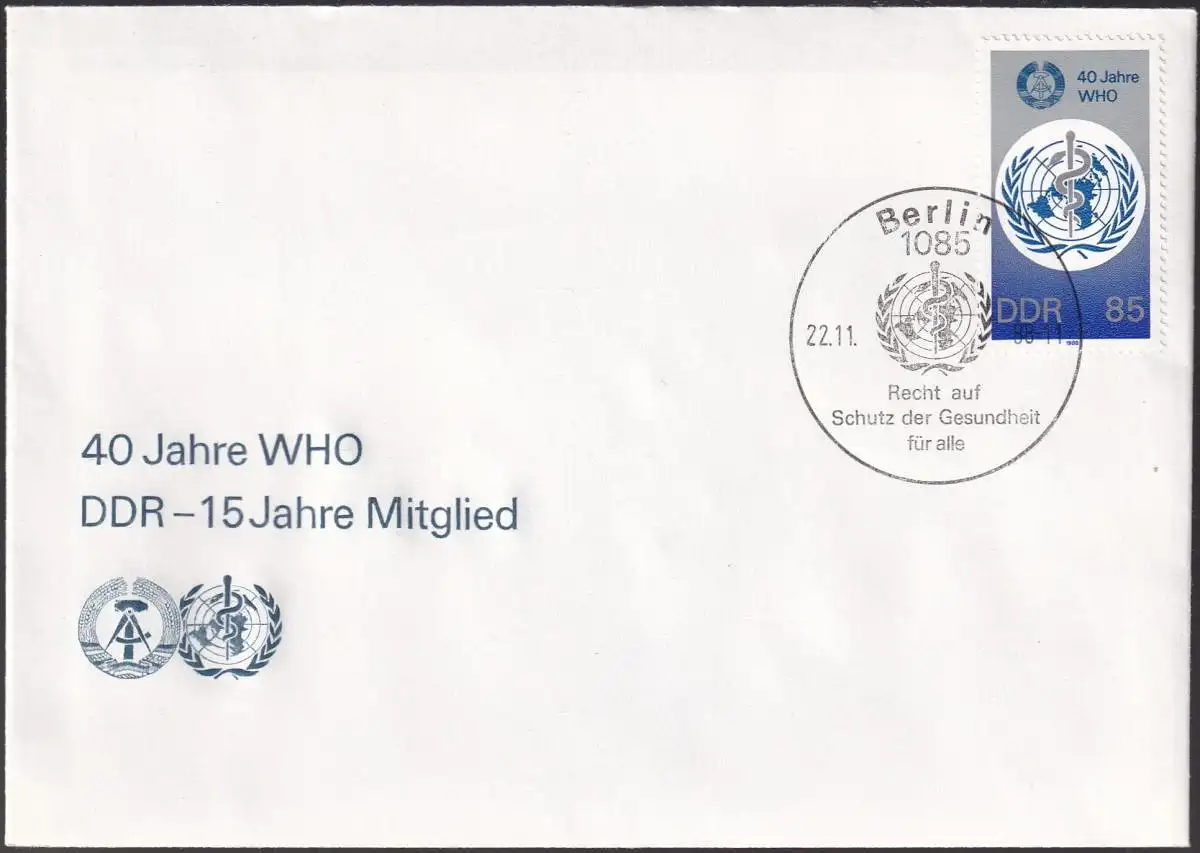 40 Jahre
WHO
DDR 85
1988
Berlin
1085
22.11. 88-11
Recht auf
Schutz der Gesundheit
für alle
40 Jahre WHO
DDR – 15 Jahre Mitglied